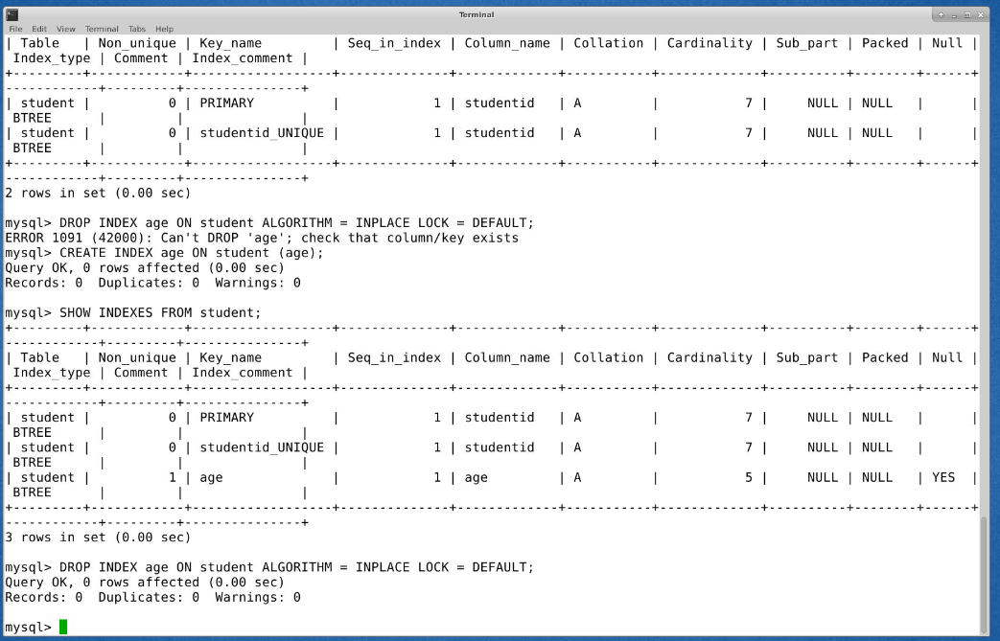 Terminal
File Edit View Terminal Tabs Help
| Table   | Non_unique | Key_name         | Seq_in_index | Column_name | Collation | Cardinality | Sub_part | Packed | Null |
 Index_type | Comment | Index_comment |
+---------+------------+------------------+--------------+-------------+-----------+-------------+----------+--------+------+
------------+---------+---------------+
| student |          0 | PRIMARY          |            1 | studentid   | A         |           7 |     NULL | NULL   |      |
 BTREE      |         |               |
| student |          0 | studentid_UNIQUE |            1 | studentid   | A         |           7 |     NULL | NULL   |      |
 BTREE      |         |               |
+---------+------------+------------------+--------------+-------------+-----------+-------------+----------+--------+------+
------------+---------+---------------+
2 rows in set (0.00 sec)

mysql> DROP INDEX age ON student ALGORITHM = INPLACE LOCK = DEFAULT;
ERROR 1091 (42000): Can't DROP 'age'; check that column/key exists
mysql> CREATE INDEX age ON student (age);
Query OK, 0 rows affected (0.00 sec)
Records: 0  Duplicates: 0  Warnings: 0

mysql> SHOW INDEXES FROM student;
+---------+------------+------------------+--------------+-------------+-----------+-------------+----------+--------+------+
------------+---------+---------------+
| Table   | Non_unique | Key_name         | Seq_in_index | Column_name | Collation | Cardinality | Sub_part | Packed | Null |
 Index_type | Comment | Index_comment |
+---------+------------+------------------+--------------+-------------+-----------+-------------+----------+--------+------+
------------+---------+---------------+
| student |          0 | PRIMARY          |            1 | studentid   | A         |           7 |     NULL | NULL   |      |
 BTREE      |         |               |
| student |          0 | studentid_UNIQUE |            1 | studentid   | A         |           7 |     NULL | NULL   |      |
 BTREE      |         |               |
| student |          1 | age              |            1 | age         | A         |           5 |     NULL | NULL   | YES  |
 BTREE      |         |               |
+---------+------------+------------------+--------------+-------------+-----------+-------------+----------+--------+------+
------------+---------+---------------+
3 rows in set (0.00 sec)

mysql> DROP INDEX age ON student ALGORITHM = INPLACE LOCK = DEFAULT;
Query OK, 0 rows affected (0.00 sec)
Records: 0  Duplicates: 0  Warnings: 0

mysql>